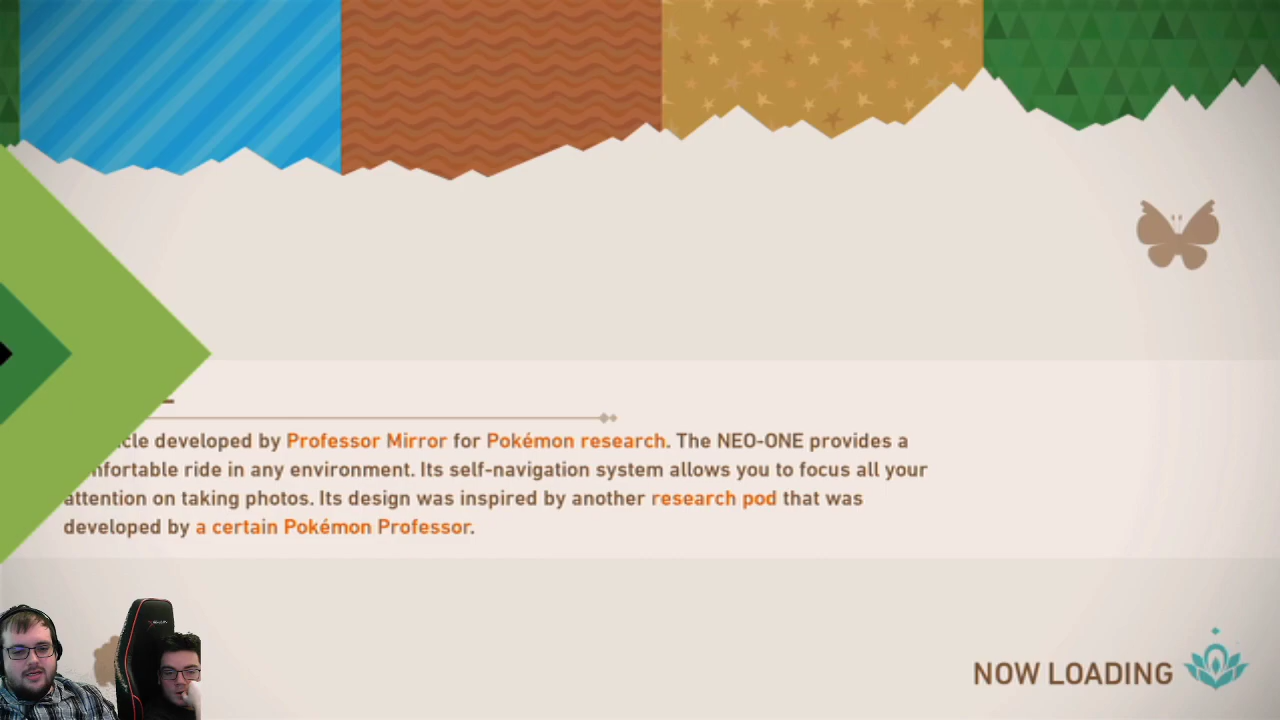 developed by Professor Mirror for Pokémon research. The NEO-ONE provides a
ride in any environment. Its self-navigation system allows you to focus all your
attention on taking photos. Its design was inspired by another research pod that was
developed by a certain Pokémon Professor.
NOW LOADING